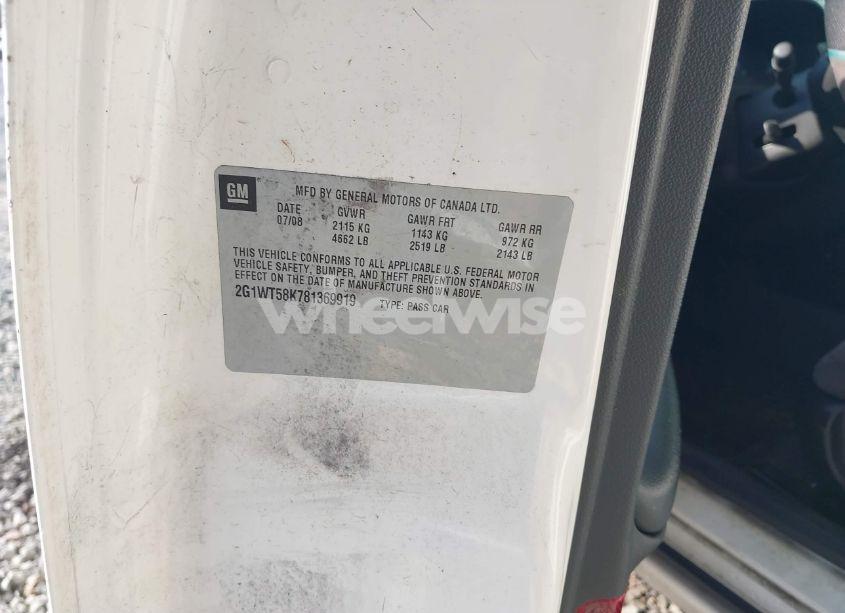 GM
MFD BY GENERAL MOTORS OF CANADA LTD.
DATE GVWR GAWR FRT GAWR RR
07/08 2115 KG 1143 KG 972 KG
4662 LB 2519 LB 2143 LB
THIS VEHICLE CONFORMS TO ALL APPLICABLE U.S. FEDERAL MOTOR
VEHICLE SAFETY, BUMPER, AND THEFT PREVENTION STANDARDS IN
EFFECT ON THE DATE OF MANUFACTURE SHOWN ABOVE.
2G1WT58K781369919 TYPE: PASS CAR
wheelwise